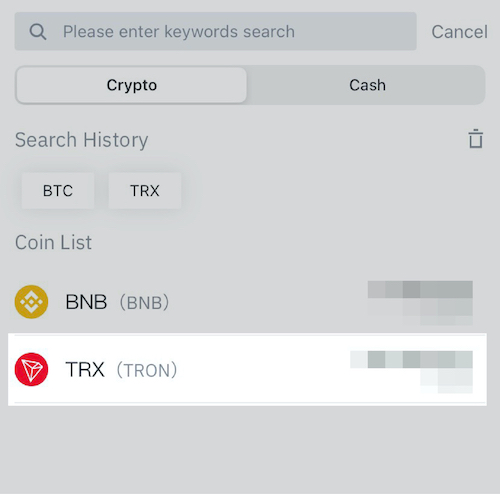 Please enter keywords search Cancel
Crypto Cash
Search History
BTC TRX
Coin List
BNB (BNB)
TRX (TRON)